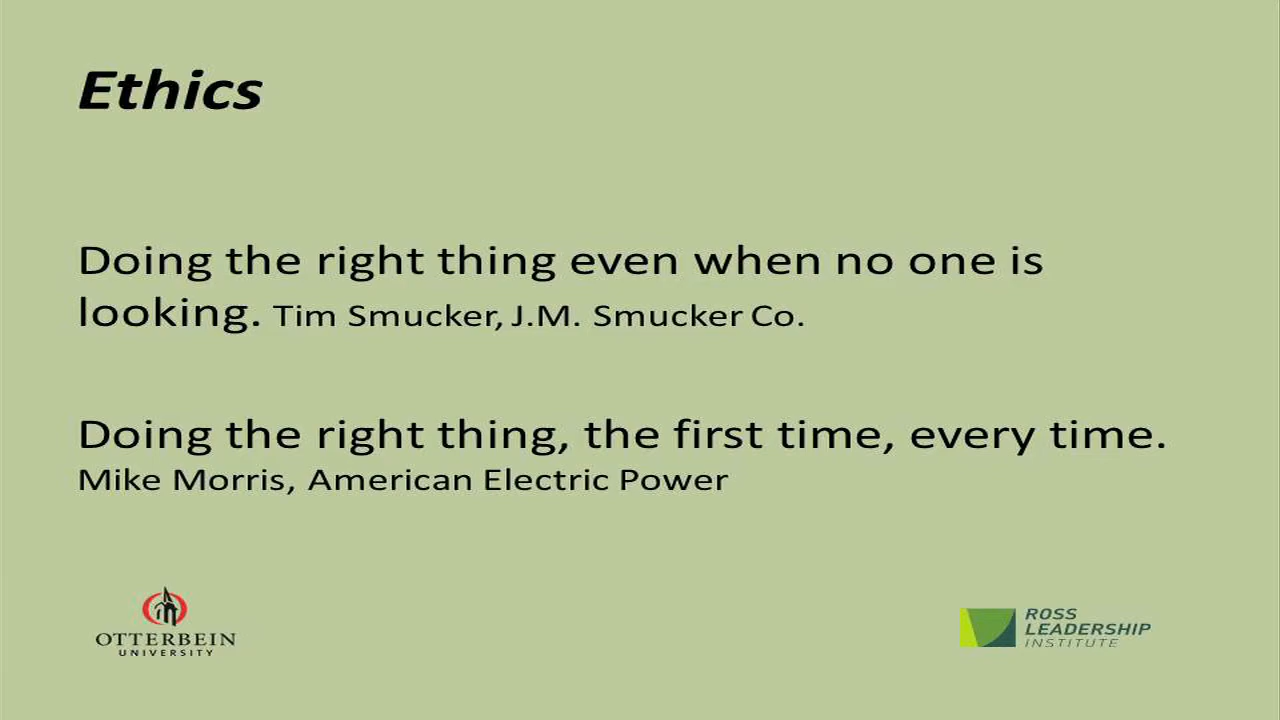 Ethics
Doing the right thing even when no one is
looking. Tim Smucker, J.M. Smucker Co.
Doing the right thing, the first time, every time.
Mike Morris, American Electric Power
OTTERBEIN
UNIVERSITY
ROSS
LEADERSHIP
INSTITUTE